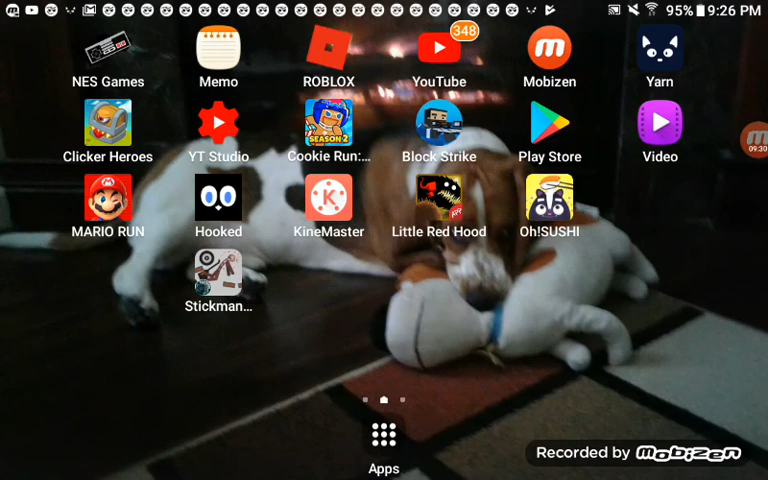 95% 9:26 PM
348
NES Games Memo ROBLOX YouTube Mobizen Yarn
SEASON 2
09:30
Clicker Heroes YT Studio Cookie Run:... Block Strike Play Store Video
MARIO RUN Hooked KineMaster Little Red Hood Oh!SUSHI
Stickman...
Apps
Recorded by Mobizen